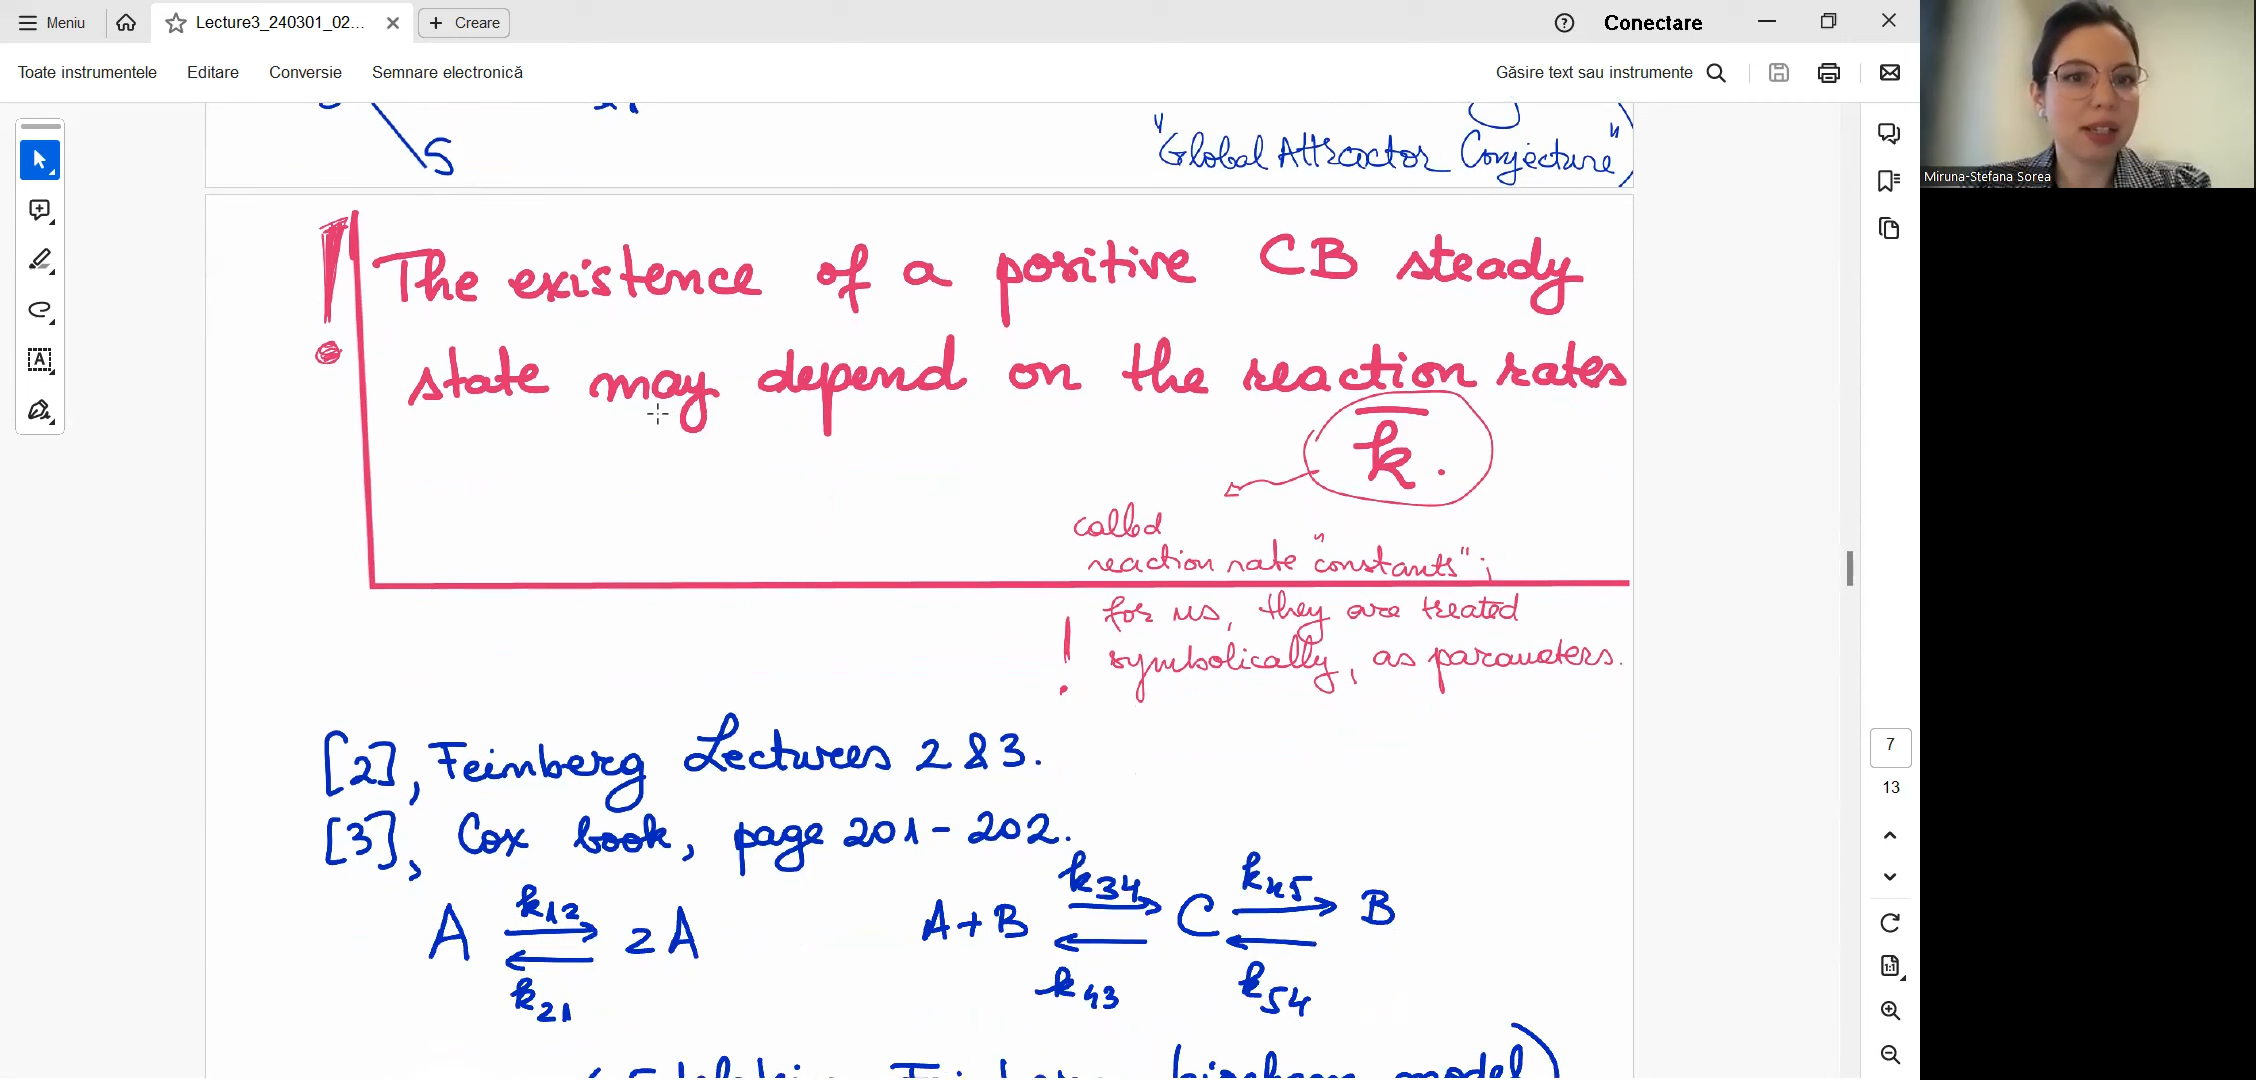 Meniu
Lecture3_240301_02...
Creare
Conectare
Toate instrumentele
Editare
Conversie
Semnare electronică
Găsire text sau instrumente
Miruna-Stefana Sorea
5
"Global Attractor Conjecture")
! The existence of a positive CB steady
state may depend on the reaction rates
k.
called
reaction rate "constants";
! for us, they are treated
symbolically, as parameters.
[2], Feinberg Lectures 2 & 3.
[3], Cox book, page 201-202.
k12 k34 k45
A ⇄ 2A A+B ⇄ C ⇄ B
k21 k43 k54
7
13